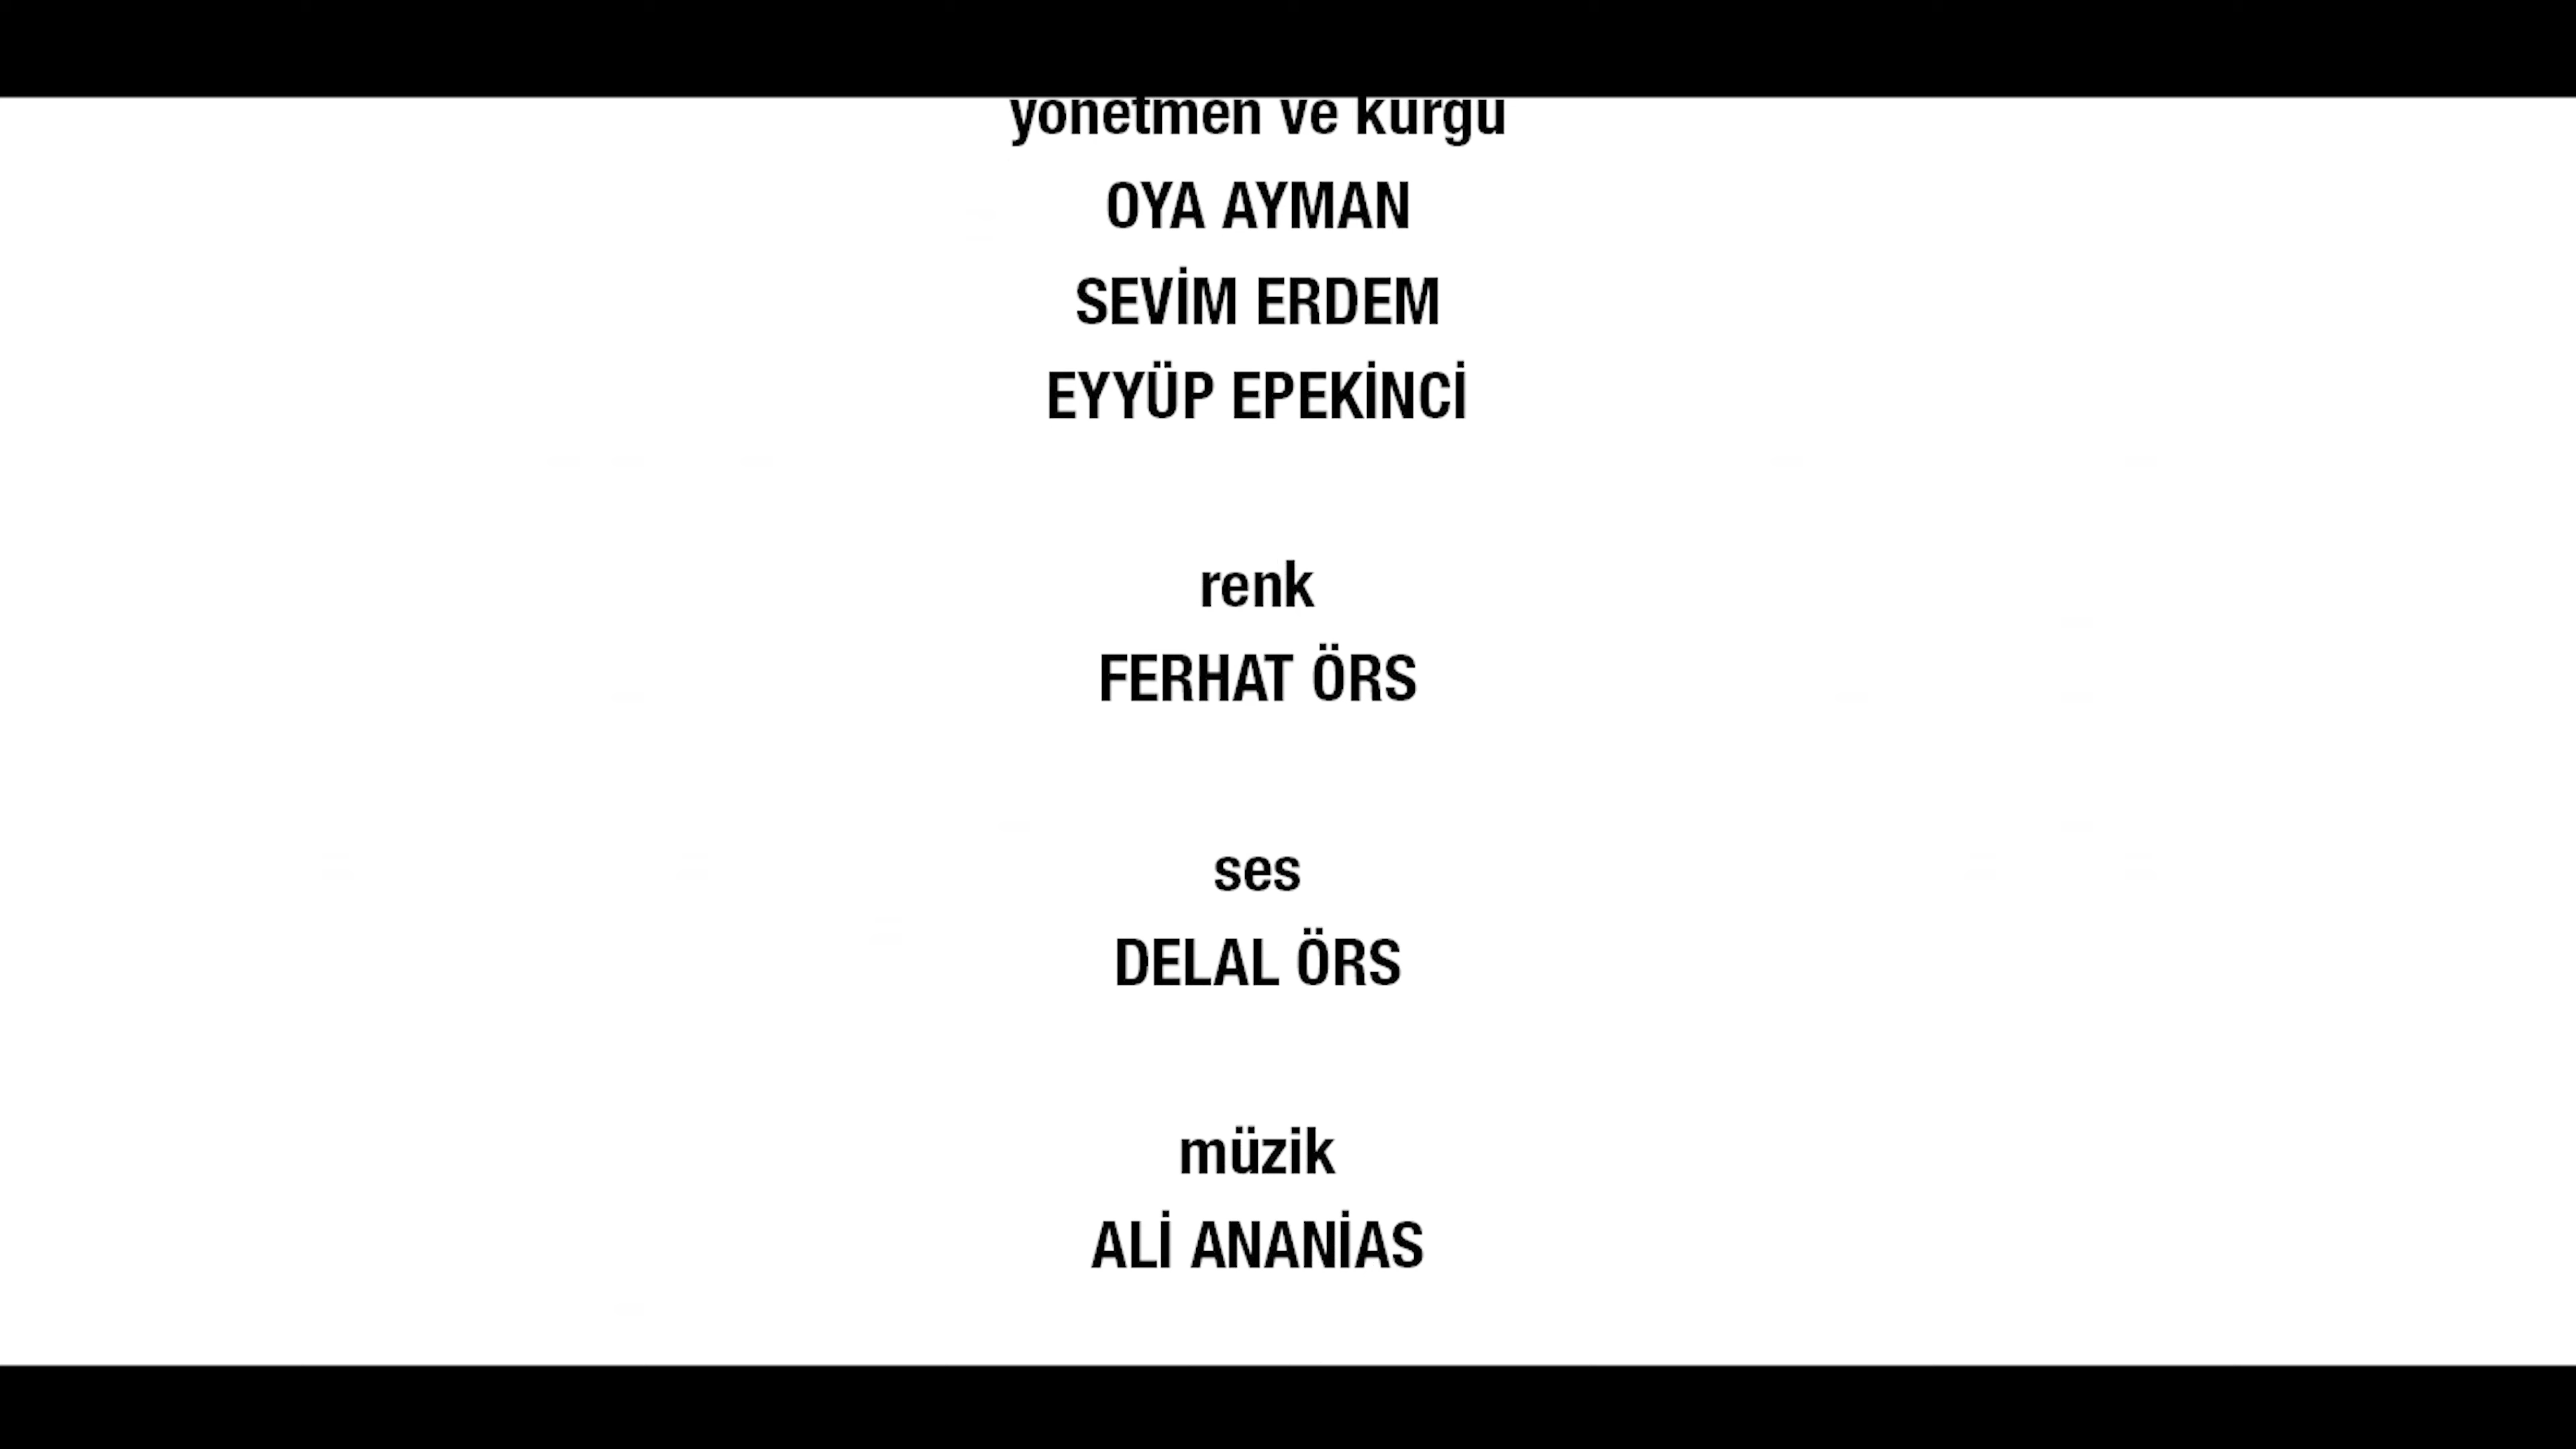 yönetmen ve kurgu
OYA AYMAN
SEVİM ERDEM
EYYÜP EPEKİNCİ
renk
FERHAT ÖRS
ses
DELAL ÖRS
müzik
ALİ ANANİAS